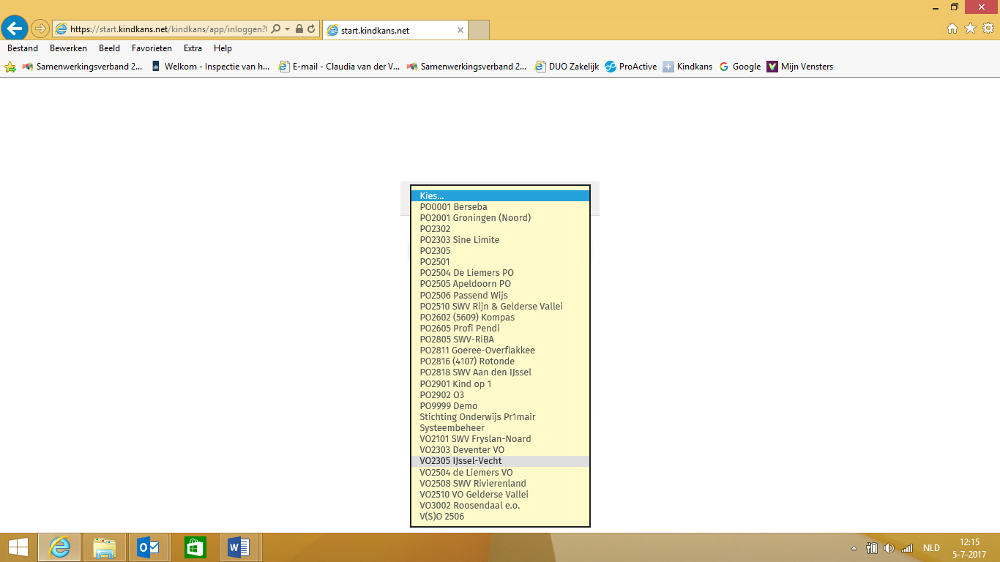 https://start.kindkans.net/kindkans/app/inloggen?
start.kindkans.net
Bestand Bewerken Beeld Favorieten Extra Help
Samenwerkingsverband 2... Welkom - Inspectie van h... E-mail - Claudia van der V... Samenwerkingsverband 2... DUO Zakelijk ProActive Kindkans Google Mijn Vensters
Kies...
PO0001 Berseba
PO2001 Groningen (Noord)
PO2302
PO2303 Sine Limite
PO2305
PO2501
PO2504 De Liemers PO
PO2505 Apeldoorn PO
PO2506 Passend Wijs
PO2510 SWV Rijn & Gelderse Vallei
PO2602 (5609) Kompas
PO2605 Profi Pendi
PO2805 SWV-RiBA
PO2811 Goeree-Overflakkee
PO2816 (4107) Rotonde
PO2818 SWV Aan den IJssel
PO2901 Kind op 1
PO2902 O3
PO9999 Demo
Stichting Onderwijs Pr1mair
Systeembeheer
VO2101 SWV Fryslan-Noard
VO2303 Deventer VO
VO2305 IJssel-Vecht
VO2504 de Liemers VO
VO2508 SWV Rivierenland
VO2510 VO Gelderse Vallei
VO3002 Roosendaal e.o.
V(S)O 2506
NLD
12:15
5-7-2017